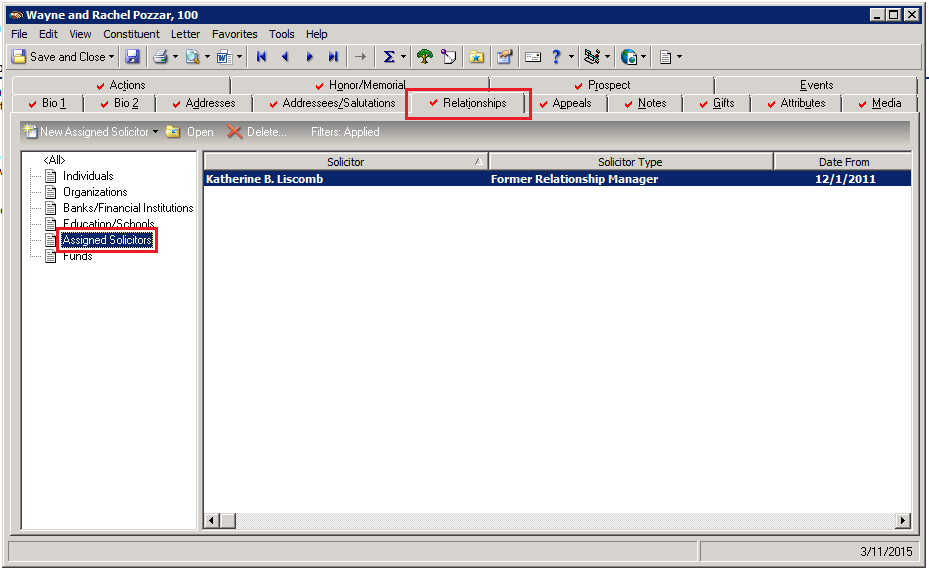 Wayne and Rachel Pozzar, 100
File Edit View Constituent Letter Favorites Tools Help
Save and Close
Actions Honor/Memorial Prospect Events
Bio 1 Bio 2 Addresses Addressees/Salutations Relationships Appeals Notes Gifts Attributes Media
New Assigned Solicitor Open Delete... Filters: Applied
<All>
Individuals
Organizations
Banks/Financial Institutions
Education/Schools
Assigned Solicitors
Funds
Solicitor Solicitor Type Date From
Katherine B. Liscomb Former Relationship Manager 12/1/2011
3/11/2015